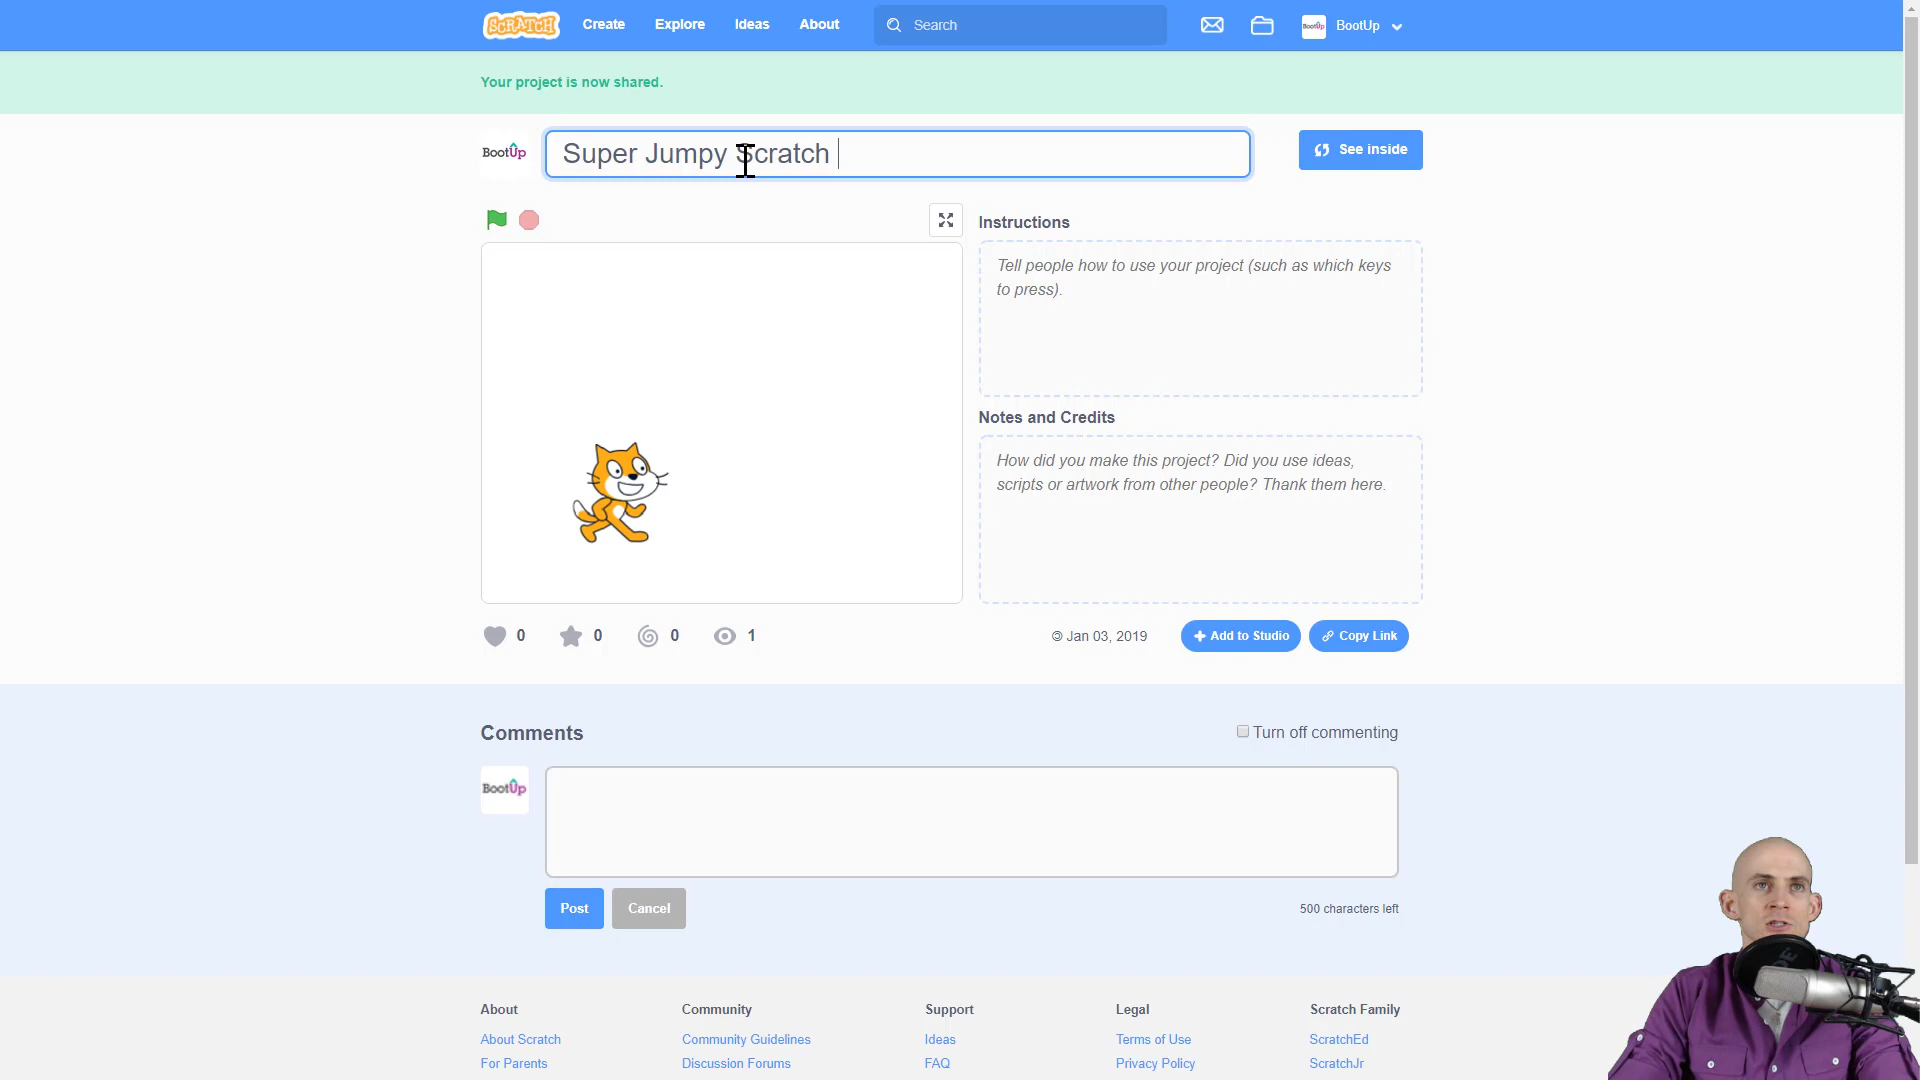 SCRATCH Create Explore Ideas About Search BootUp BootUp
Your project is now shared.
BootUp Super Jumpy Scratch See inside
Instructions
Tell people how to use your project (such as which keys
to press).
Notes and Credits
How did you make this project? Did you use ideas,
scripts or artwork from other people? Thank them here.
0 0 0 1 © Jan 03, 2019 Add to Studio Copy Link
Comments Turn off commenting
BootUp
Post Cancel 500 characters left
About Community Support Legal Scratch Family
About Scratch Community Guidelines Ideas Terms of Use ScratchEd
For Parents Discussion Forums FAQ Privacy Policy ScratchJr